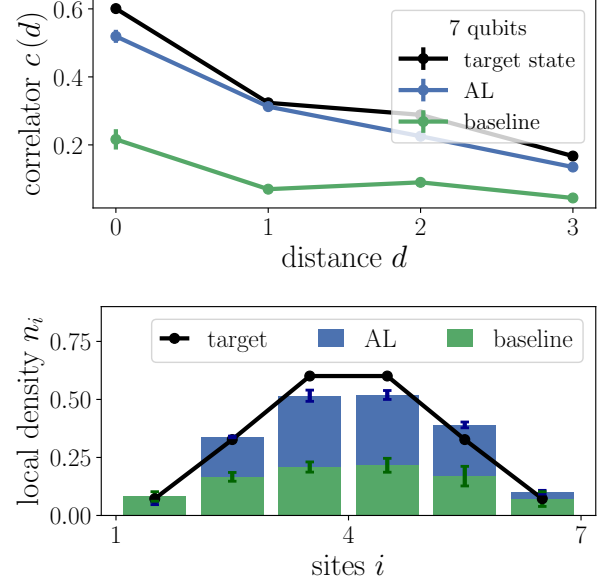 0.6
0.4
0.2
correlator c (d)
7 qubits
target state
AL
baseline
0 1 2 3
distance d
0.75
0.50
0.25
0.00
local density nᵢ
target AL baseline
1 4 7
sites i